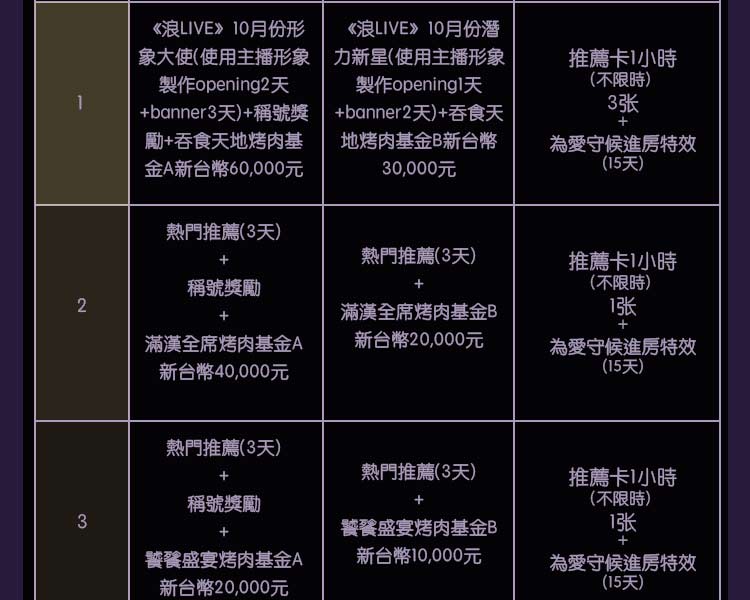 1
《浪LIVE》10月份形
象大使(使用主播形象
製作opening2天
+banner3天)+稱號獎
勵+吞食天地烤肉基
金A新台幣60,000元
《浪LIVE》10月份潛
力新星(使用主播形象
製作opening1天
+banner2天)+吞食天
地烤肉基金B新台幣
30,000元
推薦卡1小時
(不限時)
3张
+
為愛守候進房特效
(15天)
2
熱門推薦(3天)
+
稱號獎勵
+
滿漢全席烤肉基金A
新台幣40,000元
熱門推薦(3天)
+
滿漢全席烤肉基金B
新台幣20,000元
推薦卡1小時
(不限時)
1张
+
為愛守候進房特效
(15天)
3
熱門推薦(3天)
+
稱號獎勵
+
饕餮盛宴烤肉基金A
新台幣20,000元
熱門推薦(3天)
+
饕餮盛宴烤肉基金B
新台幣10,000元
推薦卡1小時
(不限時)
1张
+
為愛守候進房特效
(15天)